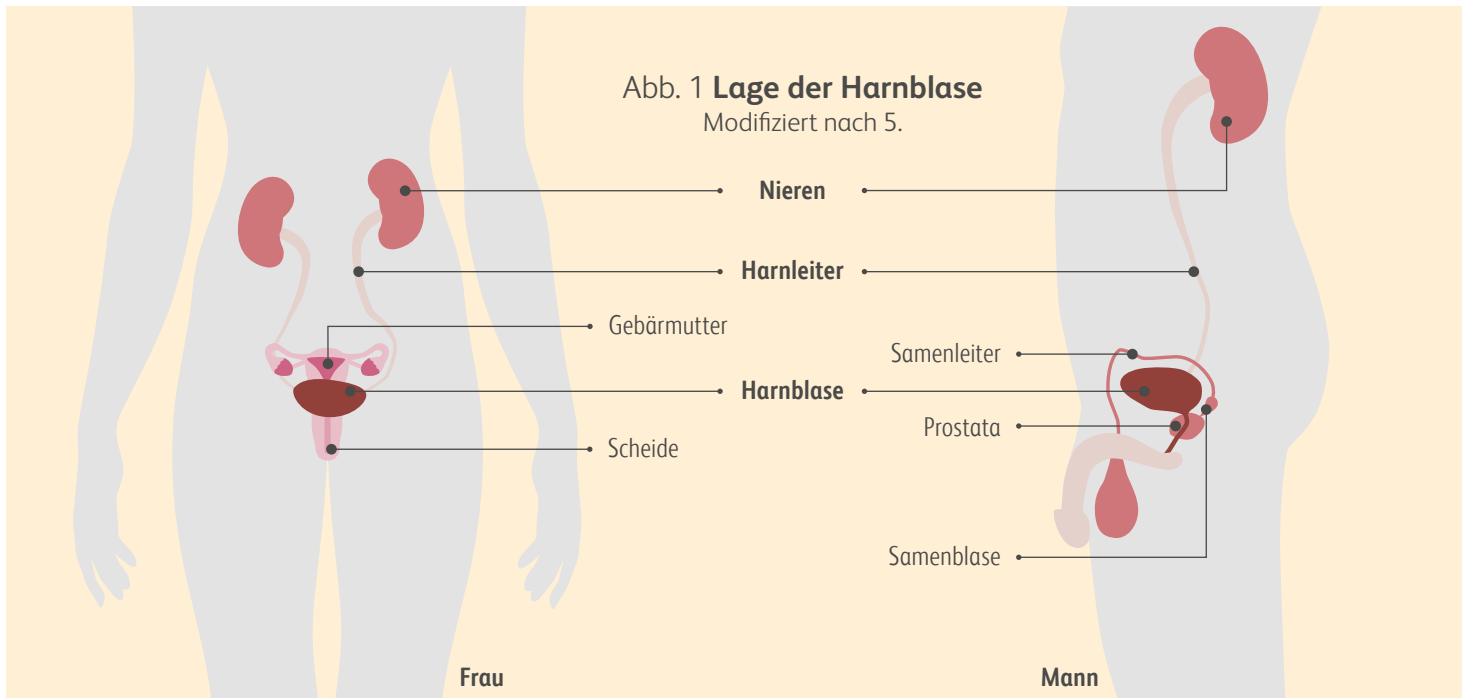 Abb. 1 Lage der Harnblase
Modifiziert nach 5.
Nieren
Harnleiter
Gebärmutter
Samenleiter
Harnblase
Prostata
Scheide
Samenblase
Frau
Mann